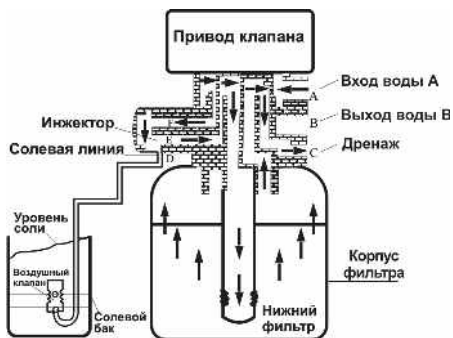 Привод клапана
Вход воды А
A
Инжектор
B
Выход воды В
Солевая линия
D
C
Дренаж
Уровень
соли
Воздушный
клапан
Корпус
фильтра
Солевой
бак
Нижний
фильтр